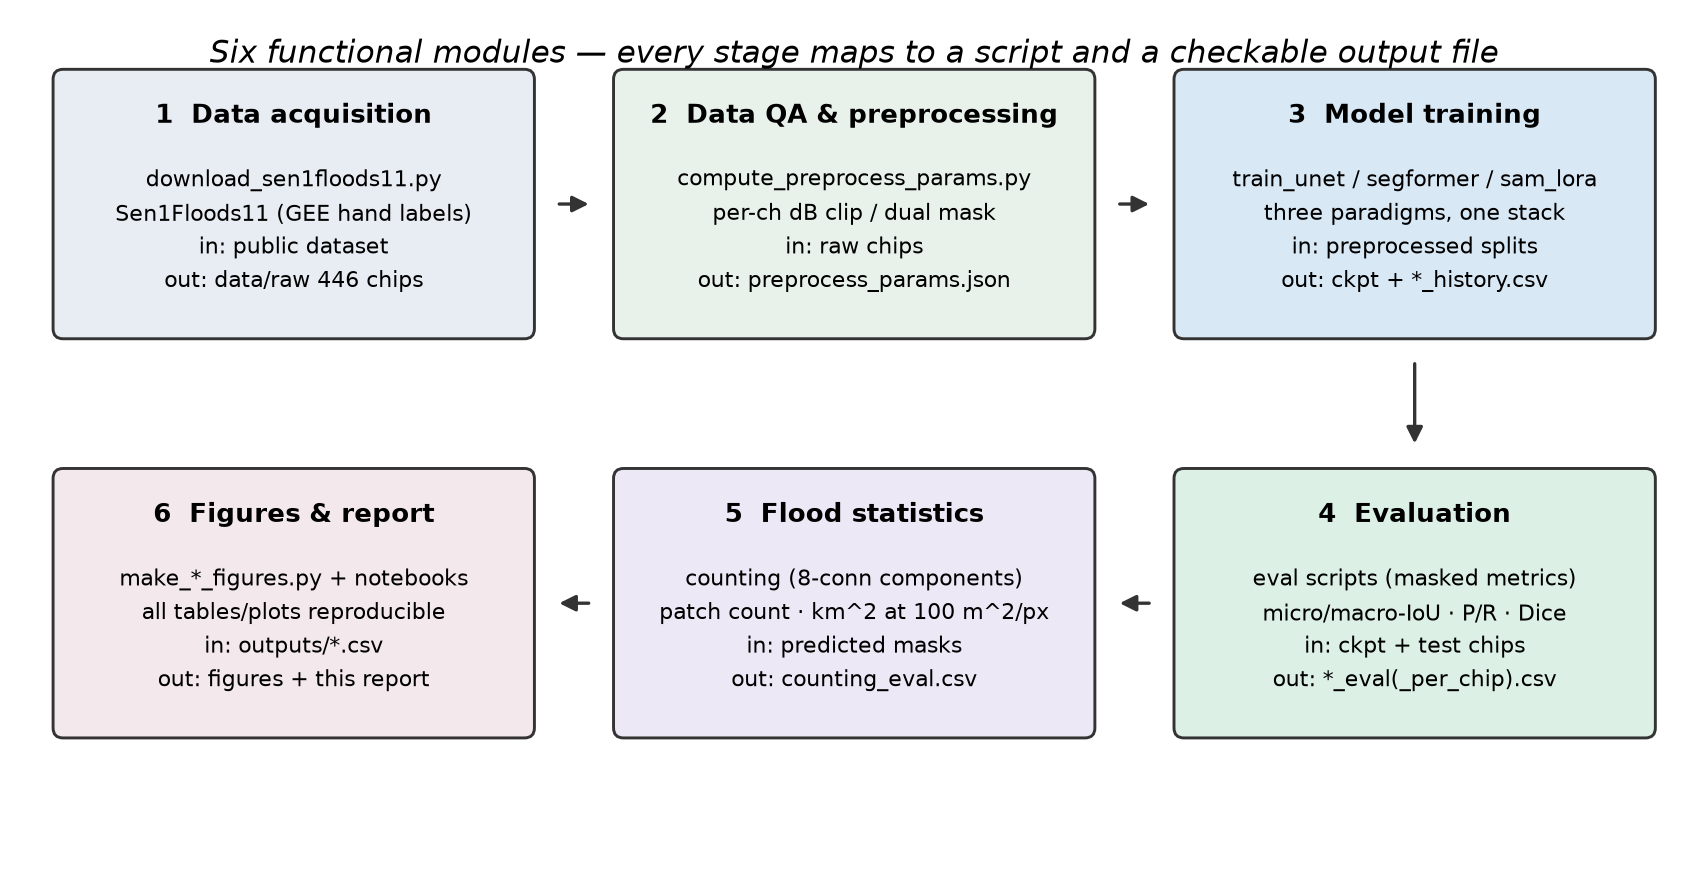 Six functional modules — every stage maps to a script and a checkable output file
1 Data acquisition
download_sen1floods11.py
Sen1Floods11 (GEE hand labels)
in: public dataset
out: data/raw 446 chips
2 Data QA & preprocessing
compute_preprocess_params.py
per-ch dB clip / dual mask
in: raw chips
out: preprocess_params.json
3 Model training
train_unet / segformer / sam_lora
three paradigms, one stack
in: preprocessed splits
out: ckpt + *_history.csv
4 Evaluation
eval scripts (masked metrics)
micro/macro-IoU · P/R · Dice
in: ckpt + test chips
out: *_eval(_per_chip).csv
5 Flood statistics
counting (8-conn components)
patch count · km^2 at 100 m^2/px
in: predicted masks
out: counting_eval.csv
6 Figures & report
make_*_figures.py + notebooks
all tables/plots reproducible
in: outputs/*.csv
out: figures + this report